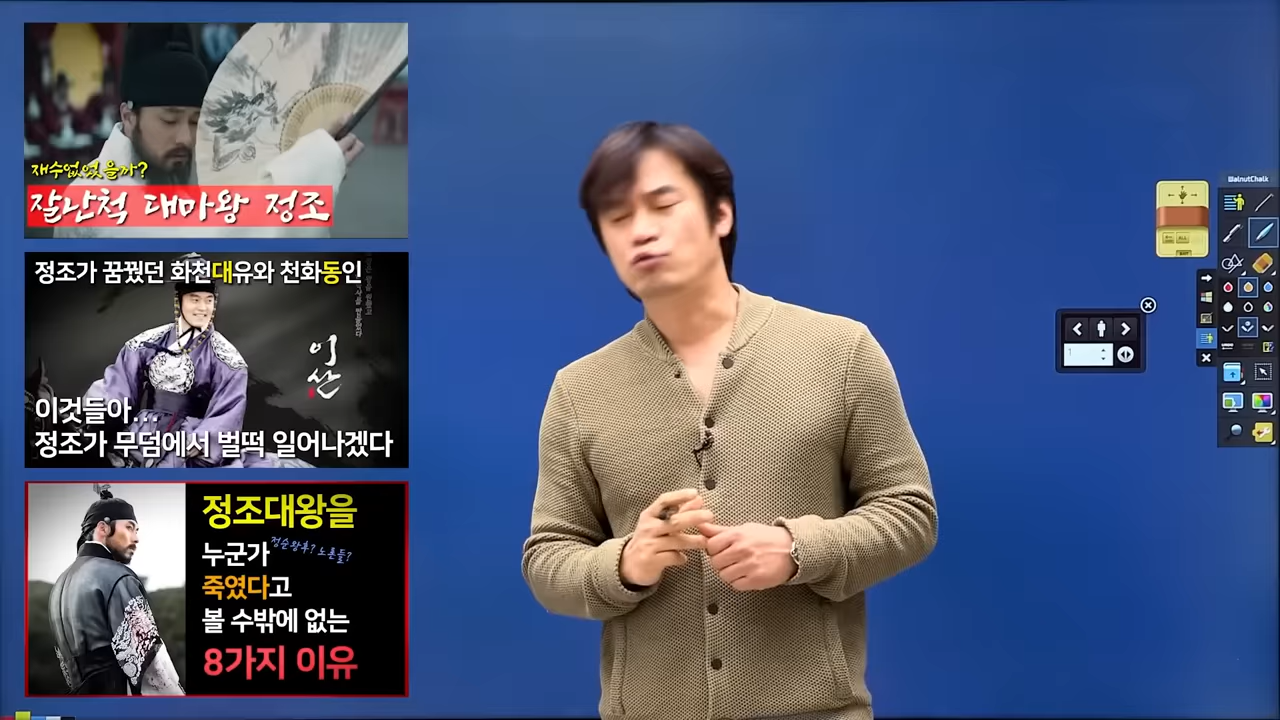 재수없었을까?
잘난척 대마왕 정조
정조가 꿈꿨던 화천대유와 천화동인
이산
이것들아...
정조가 무덤에서 벌떡 일어나겠다
정조대왕을
누군가 정순왕후? 노론들?
죽였다고
볼 수밖에 없는
8가지 이유
WalnutChalk
1
ALL
EXIT